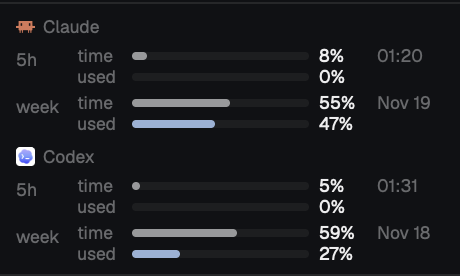 Claude
5h time 8% 01:20
used 0%
week time 55% Nov 19
used 47%
Codex
5h time 5% 01:31
used 0%
week time 59% Nov 18
used 27%